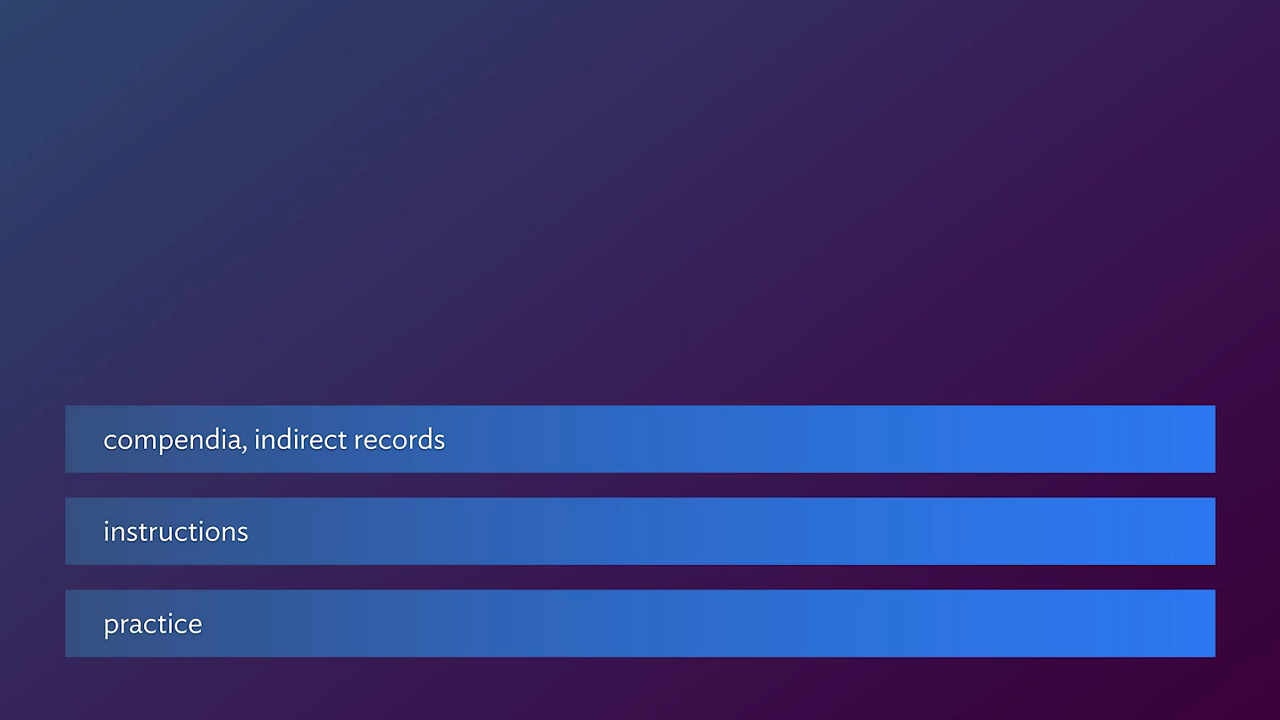 compendia, indirect records
instructions
practice